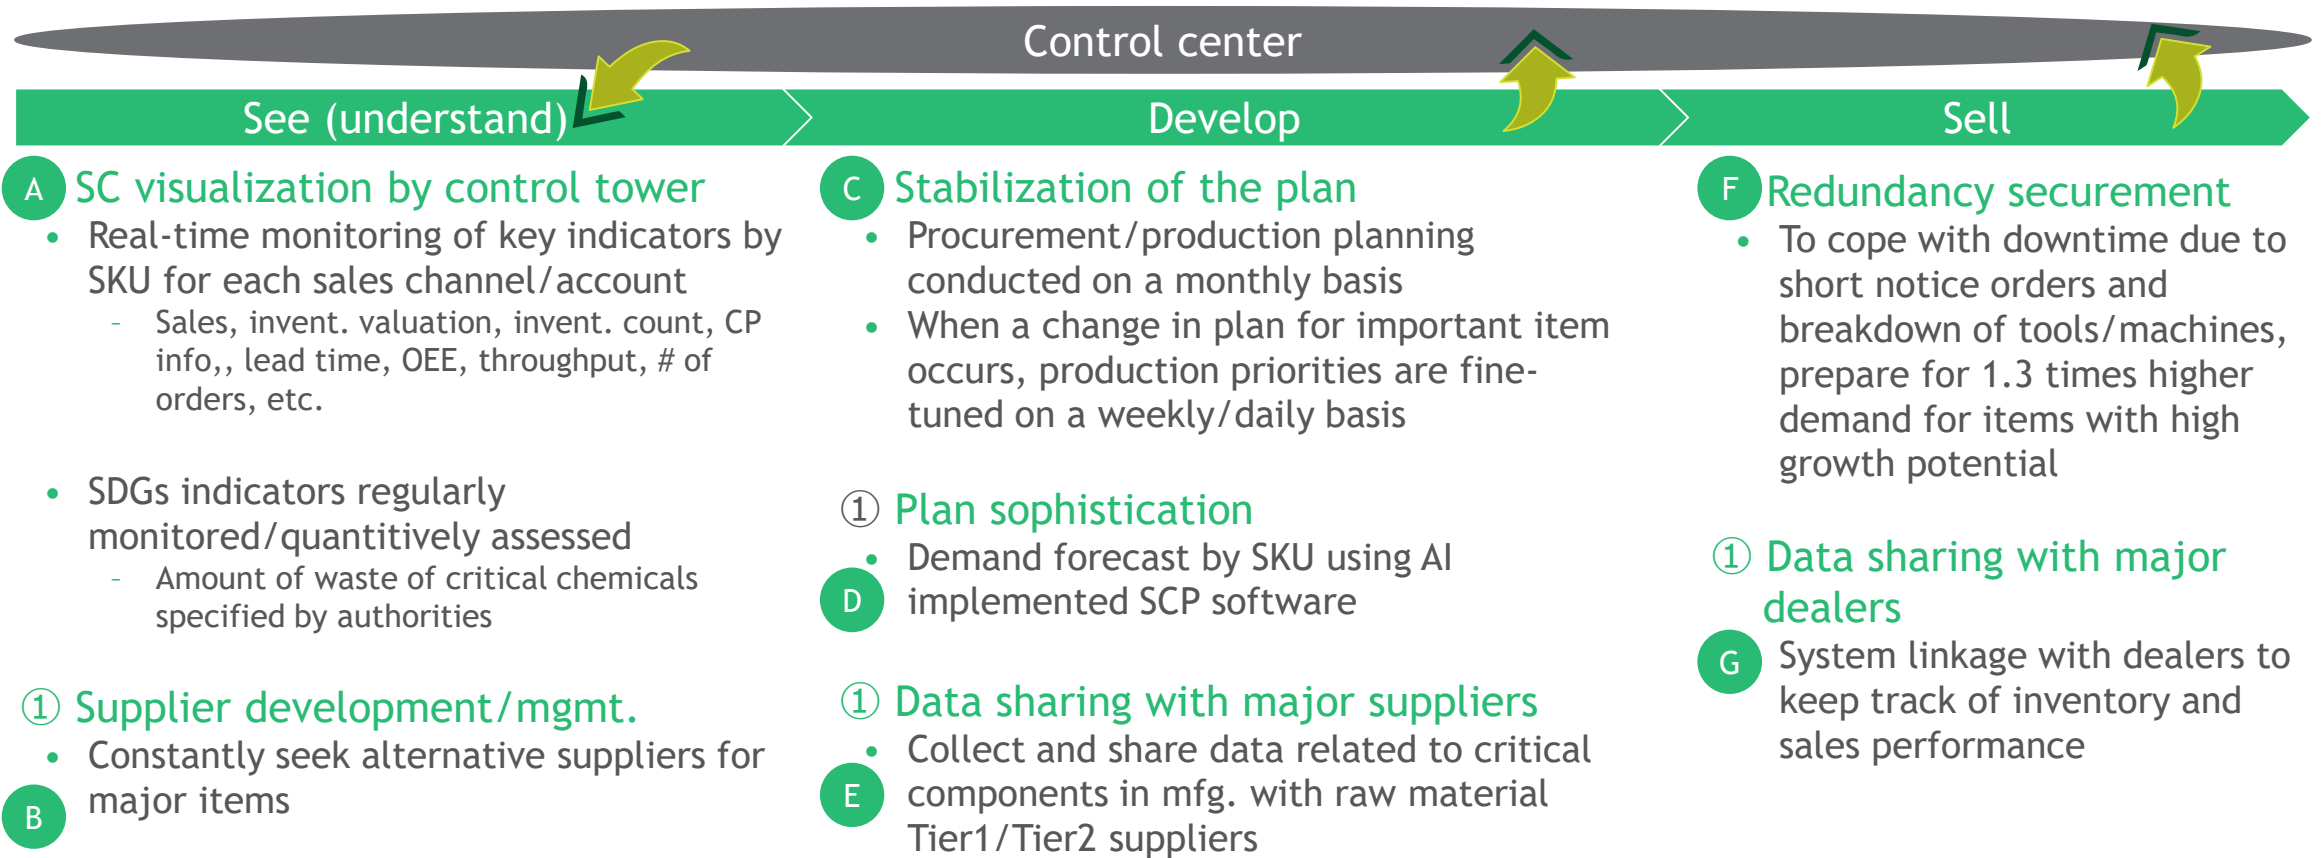 Control center
See (understand)
Develop
Sell
A
SC visualization by control tower
• Real-time monitoring of key indicators by
SKU for each sales channel/account
– Sales, invent. valuation, invent. count, CP
info,, lead time, OEE, throughput, # of
orders, etc.
• SDGs indicators regularly
monitored/quantitively assessed
– Amount of waste of critical chemicals
specified by authorities
① Supplier development/mgmt.
• Constantly seek alternative suppliers for
major items
B
C
Stabilization of the plan
• Procurement/production planning
conducted on a monthly basis
• When a change in plan for important item
occurs, production priorities are fine-
tuned on a weekly/daily basis
① Plan sophistication
• Demand forecast by SKU using AI
implemented SCP software
D
① Data sharing with major suppliers
• Collect and share data related to critical
components in mfg. with raw material
Tier1/Tier2 suppliers
E
F
Redundancy securement
• To cope with downtime due to
short notice orders and
breakdown of tools/machines,
prepare for 1.3 times higher
demand for items with high
growth potential
① Data sharing with major
dealers
G
System linkage with dealers to
keep track of inventory and
sales performance